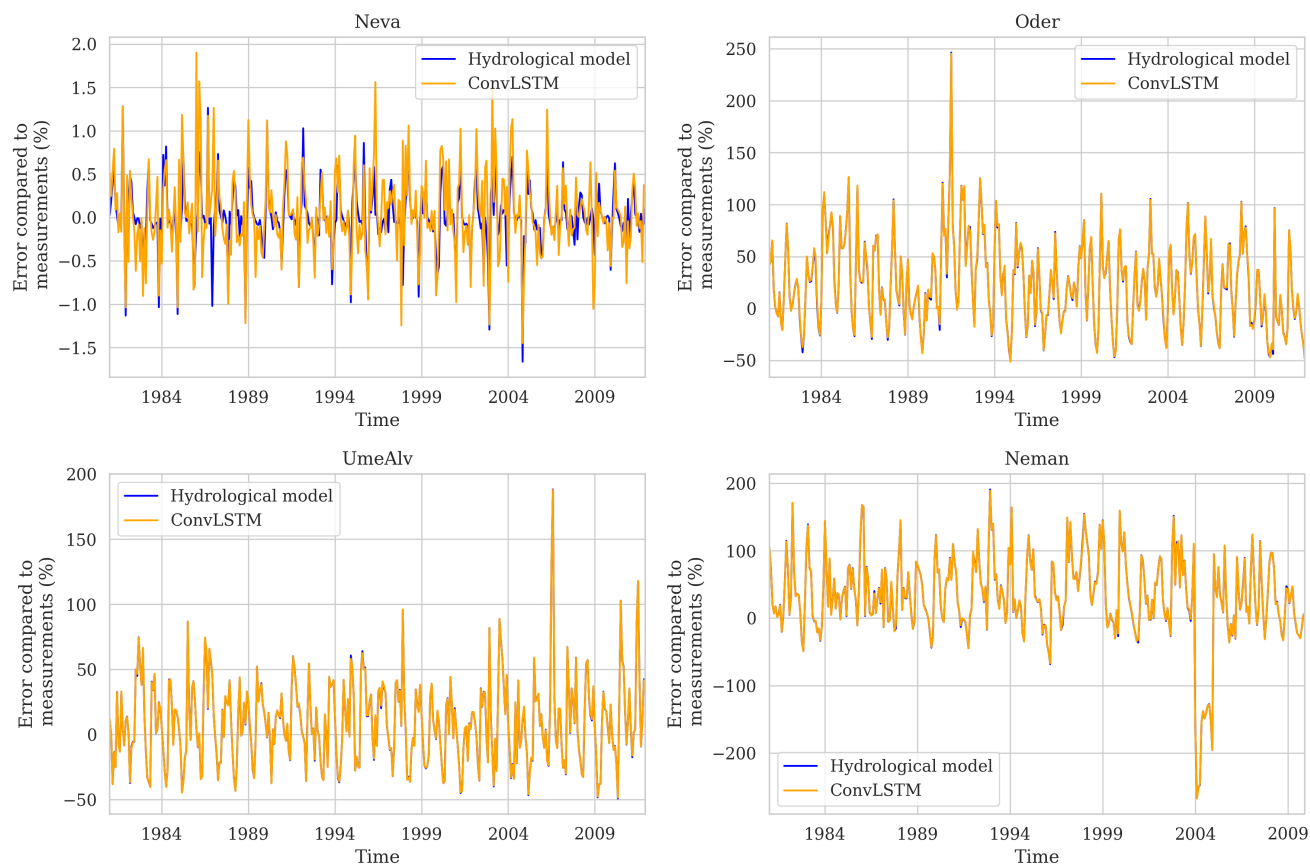 Neva
Error compared to
measurements (%)
2.0
1.5
1.0
0.5
0.0
−0.5
−1.0
−1.5
Hydrological model
ConvLSTM
1984 1989 1994 1999 2004 2009
Time
Oder
Error compared to
measurements (%)
250
200
150
100
50
0
−50
Hydrological model
ConvLSTM
1984 1989 1994 1999 2004 2009
Time
UmeAlv
Error compared to
measurements (%)
200
150
100
50
0
−50
Hydrological model
ConvLSTM
1984 1989 1994 1999 2004 2009
Time
Neman
Error compared to
measurements (%)
200
100
0
−100
−200
Hydrological model
ConvLSTM
1984 1989 1994 1999 2004 2009
Time